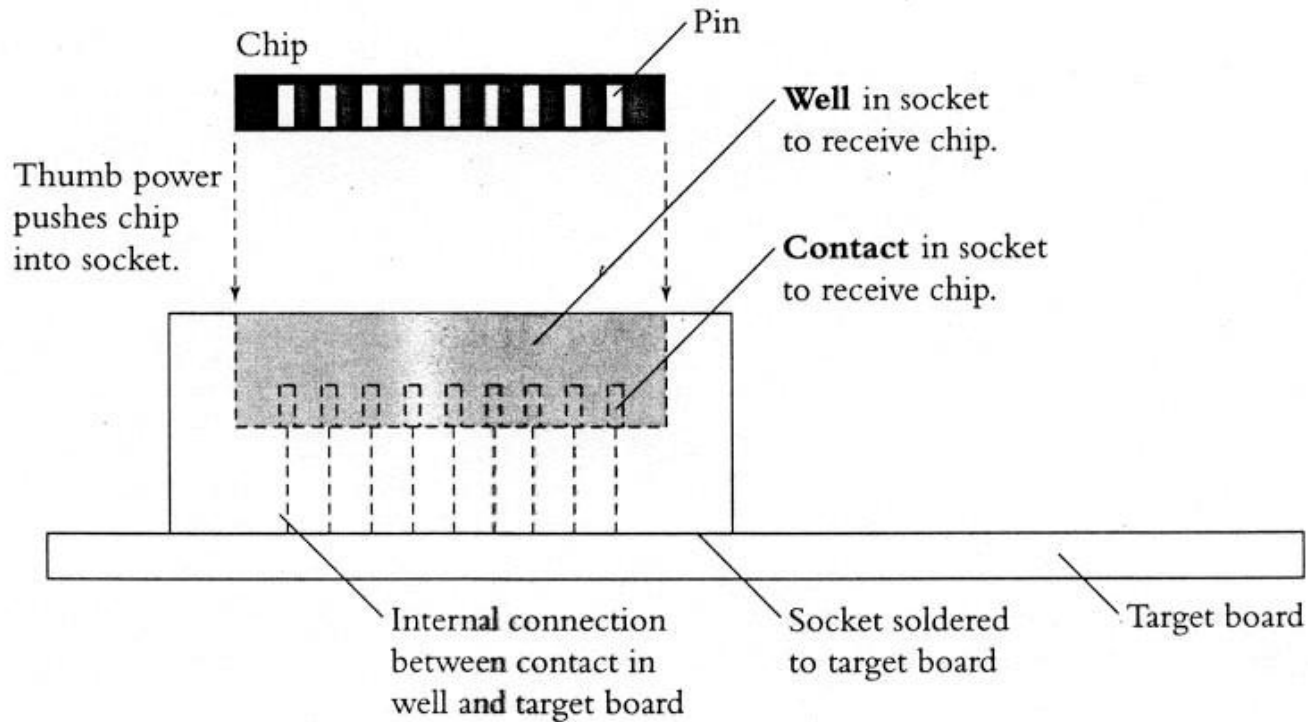 Chip
Pin
Well in socket
to receive chip.
Thumb power
pushes chip
into socket.
Contact in socket
to receive chip.
Internal connection
between contact in
well and target board
Socket soldered
to target board
Target board